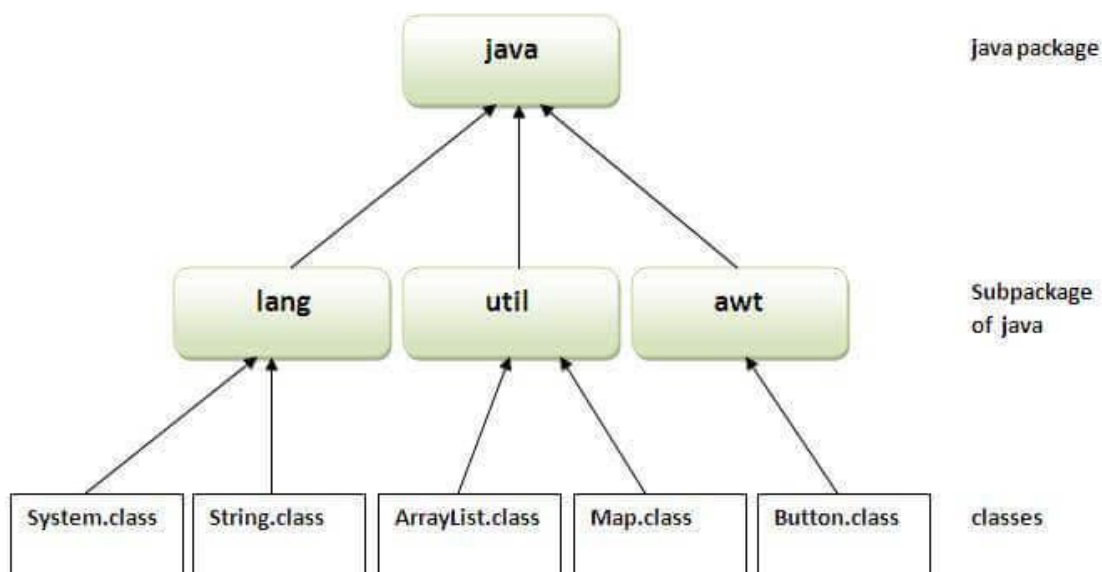 java
java package
lang
util
awt
Subpackage
of java
System.class
String.class
ArrayList.class
Map.class
Button.class
classes